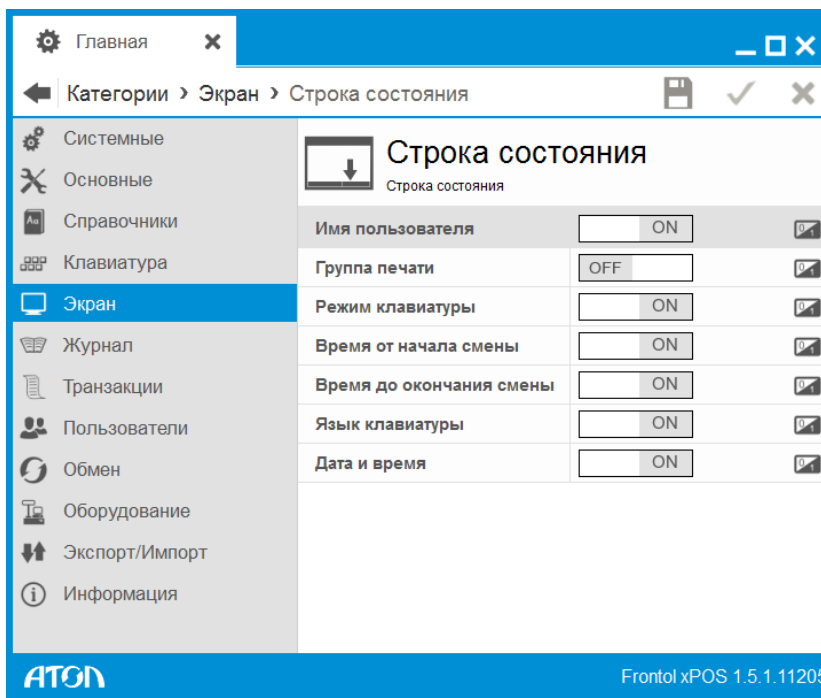 Главная
Категории › Экран › Строка состояния
Системные
Основные
Справочники
Клавиатура
Экран
Журнал
Транзакции
Пользователи
Обмен
Оборудование
Экспорт/Импорт
Информация
Строка состояния
Строка состояния
Имя пользователя ON
Группа печати OFF
Режим клавиатуры ON
Время от начала смены ON
Время до окончания смены ON
Язык клавиатуры ON
Дата и время ON
АТОЛ
Frontol xPOS 1.5.1.11205